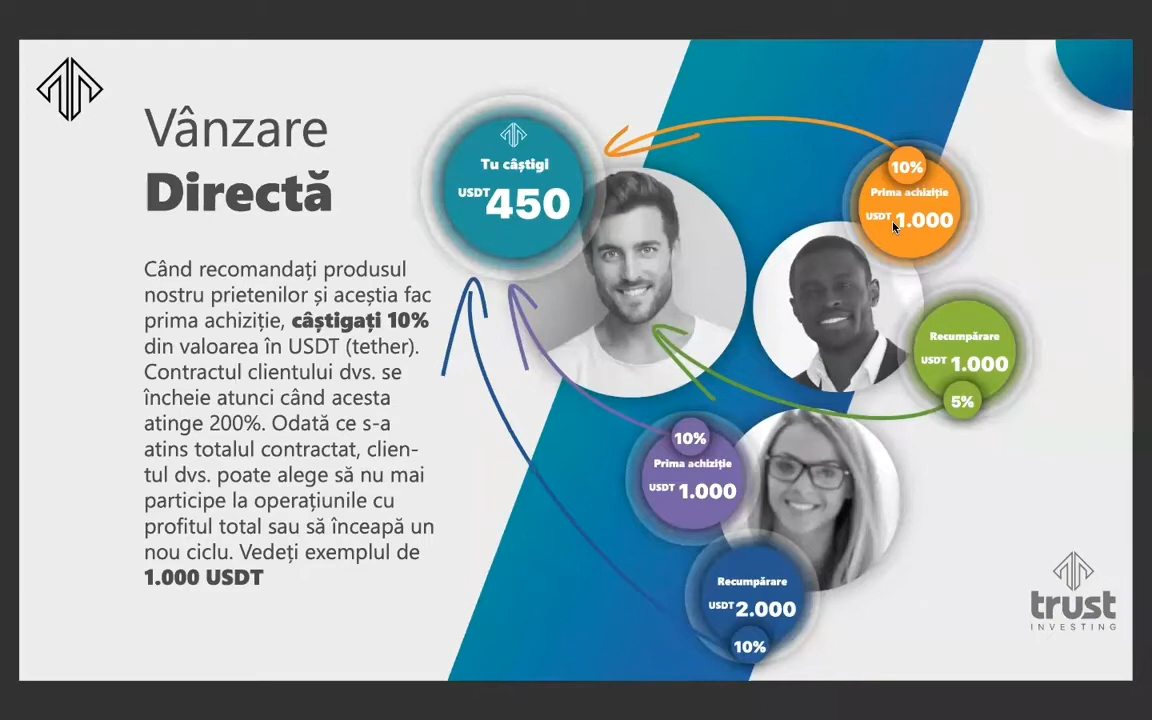 Vânzare
Directă
Când recomandați produsul
nostru prietenilor și aceștia fac
prima achiziție, câștigați 10%
din valoarea în USDT (tether).
Contractul clientului dvs. se
încheie atunci când acesta
atinge 200%. Odată ce s-a
atins totalul contractat, clien-
tul dvs. poate alege să nu mai
participe la operațiunile cu
profitul total sau să înceapă un
nou ciclu. Vedeți exemplul de
1.000 USDT
Tu câștigi
USDT 450
10%
Prima achiziție
USDT 1.000
Recumpărare
USDT 1.000
5%
10%
Prima achiziție
USDT 1.000
Recumpărare
USDT 2.000
10%
trust
INVESTING